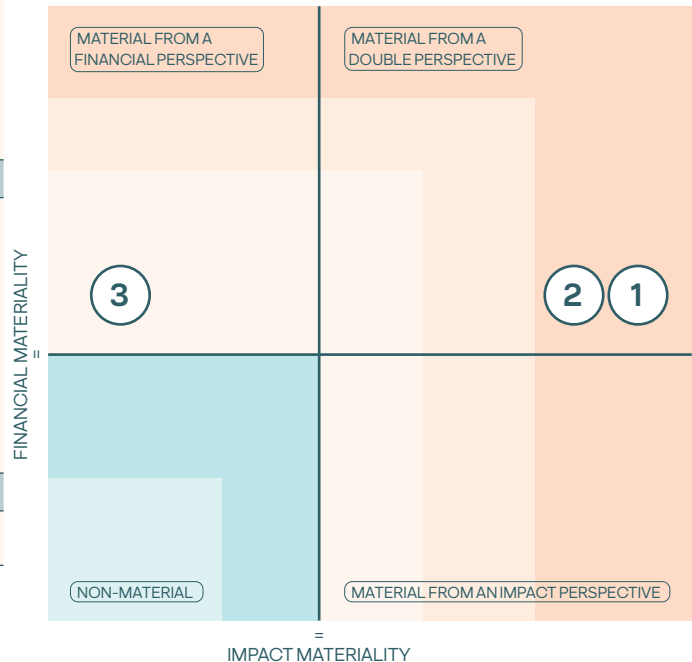 MATERIAL FROM A
FINANCIAL PERSPECTIVE
MATERIAL FROM A
DOUBLE PERSPECTIVE
3
2
1
FINANCIAL MATERIALITY
=
NON-MATERIAL
MATERIAL FROM AN IMPACT PERSPECTIVE
=
IMPACT MATERIALITY